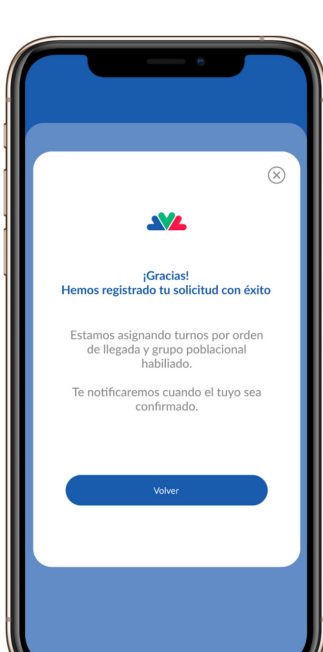 ¡Gracias!
Hemos registrado tu solicitud con éxito
Estamos asignando turnos por orden
de llegada y grupo poblacional
habiliado.
Te notificaremos cuando el tuyo sea
confirmado.
Volver